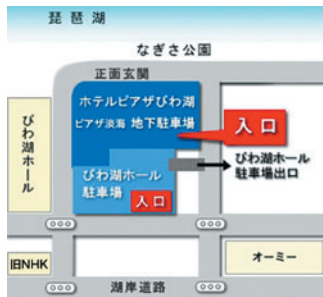 琵琶湖
なぎさ公園
正面玄関
ホテルピアザびわ湖
ピアザ淡海 地下駐車場
入口
びわ湖ホール
びわ湖ホール
駐車場出口
びわ湖ホール
駐車場
入口
オーミー
旧NHK
湖岸道路